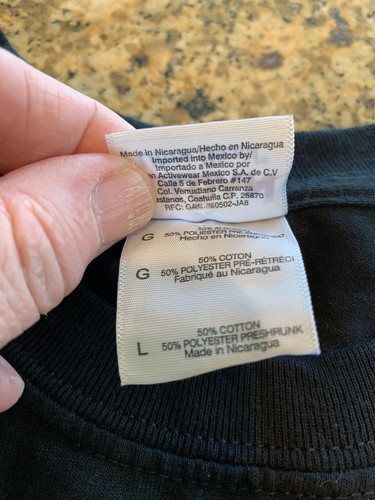 Made in Nicaragua/Hecho en Nicaragua
Imported into Mexico by/
Importado a Mexico por
Activewear Mexico S.A. de C.V
Calle 5 de Febrero #147
Col. Venustiano Carranza
Coahuila C.P. 25870
RFC:
G 50% POLYESTER
Hecho en Nicaragua
50% COTON
G 50% POLYESTER PRÉ-RÉTRÉCI
Fabriqué au Nicaragua
50% COTTON
L 50% POLYESTER PRESHRUNK
Made in Nicaragua